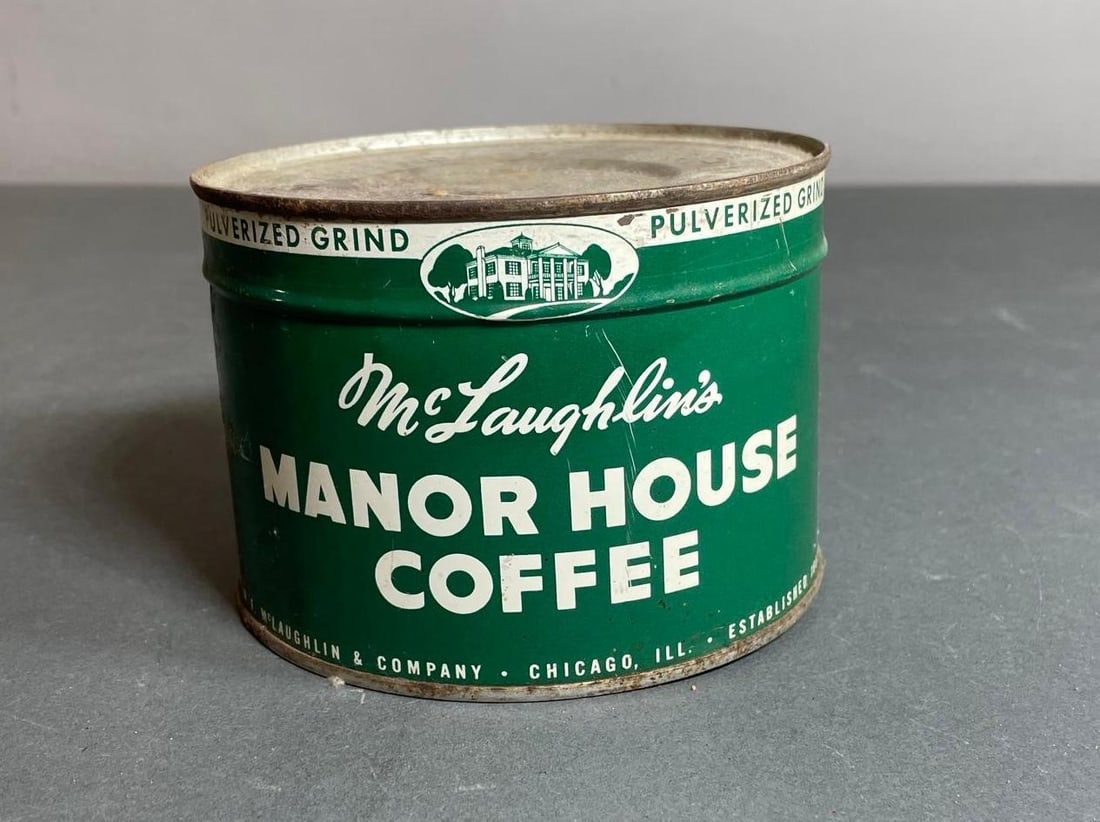 PULVERIZED GRIND
PULVERIZED GRIND
McLaughlin's
MANOR HOUSE
COFFEE
McLAUGHLIN & COMPANY • CHICAGO, ILL. • ESTABLISHED